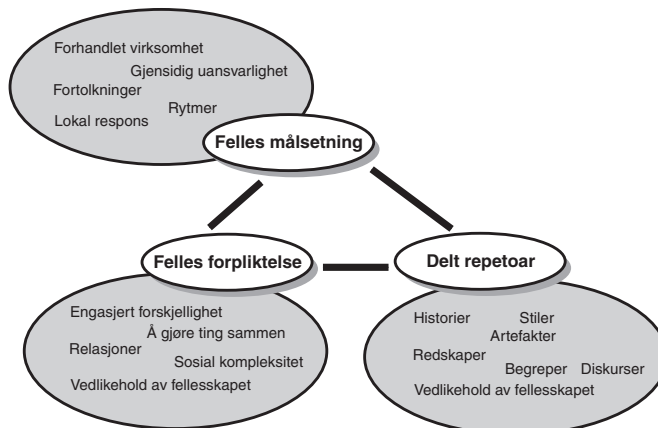 Forhandlet virksomhet
Gjensidig uansvarlighet
Fortolkninger
Rytmer
Lokal respons
Felles målsetning
Felles forpliktelse
Engasjert forskjellighet
Å gjøre ting sammen
Relasjoner
Sosial kompleksitet
Vedlikehold av fellesskapet
Delt repetoar
Historier Stiler
Artefakter
Redskaper
Begreper Diskurser
Vedlikehold av fellesskapet